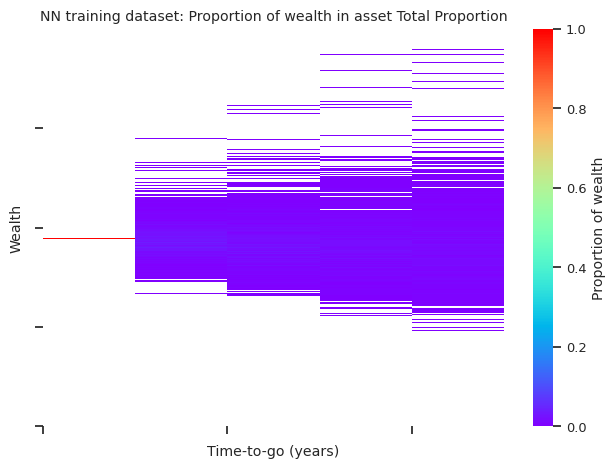 NN training dataset: Proportion of wealth in asset Total Proportion
Wealth
Time-to-go (years)
1.0
0.8
0.6
0.4
0.2
0.0
Proportion of wealth